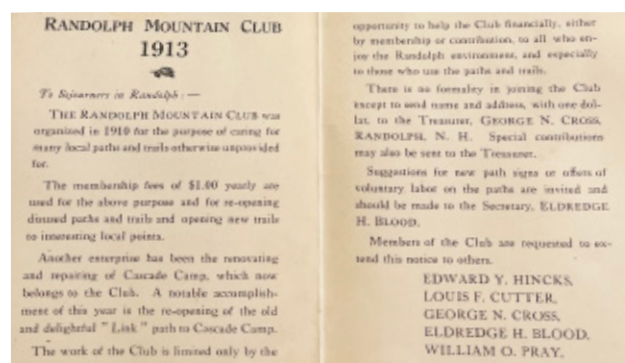 RANDOLPH MOUNTAIN CLUB
1913
To Sojourners in Randolph:—
THE RANDOLPH MOUNTAIN CLUB was
organized in 1910 for the purpose of caring for
many local paths and trails otherwise unprovided
for.
The membership fees of $1.00 yearly are
used for the above purpose and for re-opening
disused paths and trails and opening new trails
to interesting local points.
Another enterprise has been the renovating
and repairing of Cascade Camp, which now
belongs to the Club. A notable accomplish-
ment of this year is the re-opening of the old
and delightful "Link" path to Cascade Camp.
The work of the Club is limited only by the
opportunity to help the Club financially, either
by membership or contribution, to all who en-
joy the Randolph environment, and especially
to those who use the paths and trails.
There is no formality in joining the Club
except to send name and address, with one dol-
lar, to the Treasurer, GEORGE N. CROSS,
RANDOLPH, N. H. Special contributions
may also be sent to the Treasurer.
Suggestions for new path signs or offers of
voluntary labor on the paths are invited and
should be made to the Secretary, ELDREDGE
H. BLOOD.
Members of the Club are requested to ex-
tend this notice to others.
EDWARD Y. HINCKS,
LOUIS F. CUTTER,
GEORGE N. CROSS,
ELDREDGE H. BLOOD,
WILLIAM O. PRAY.